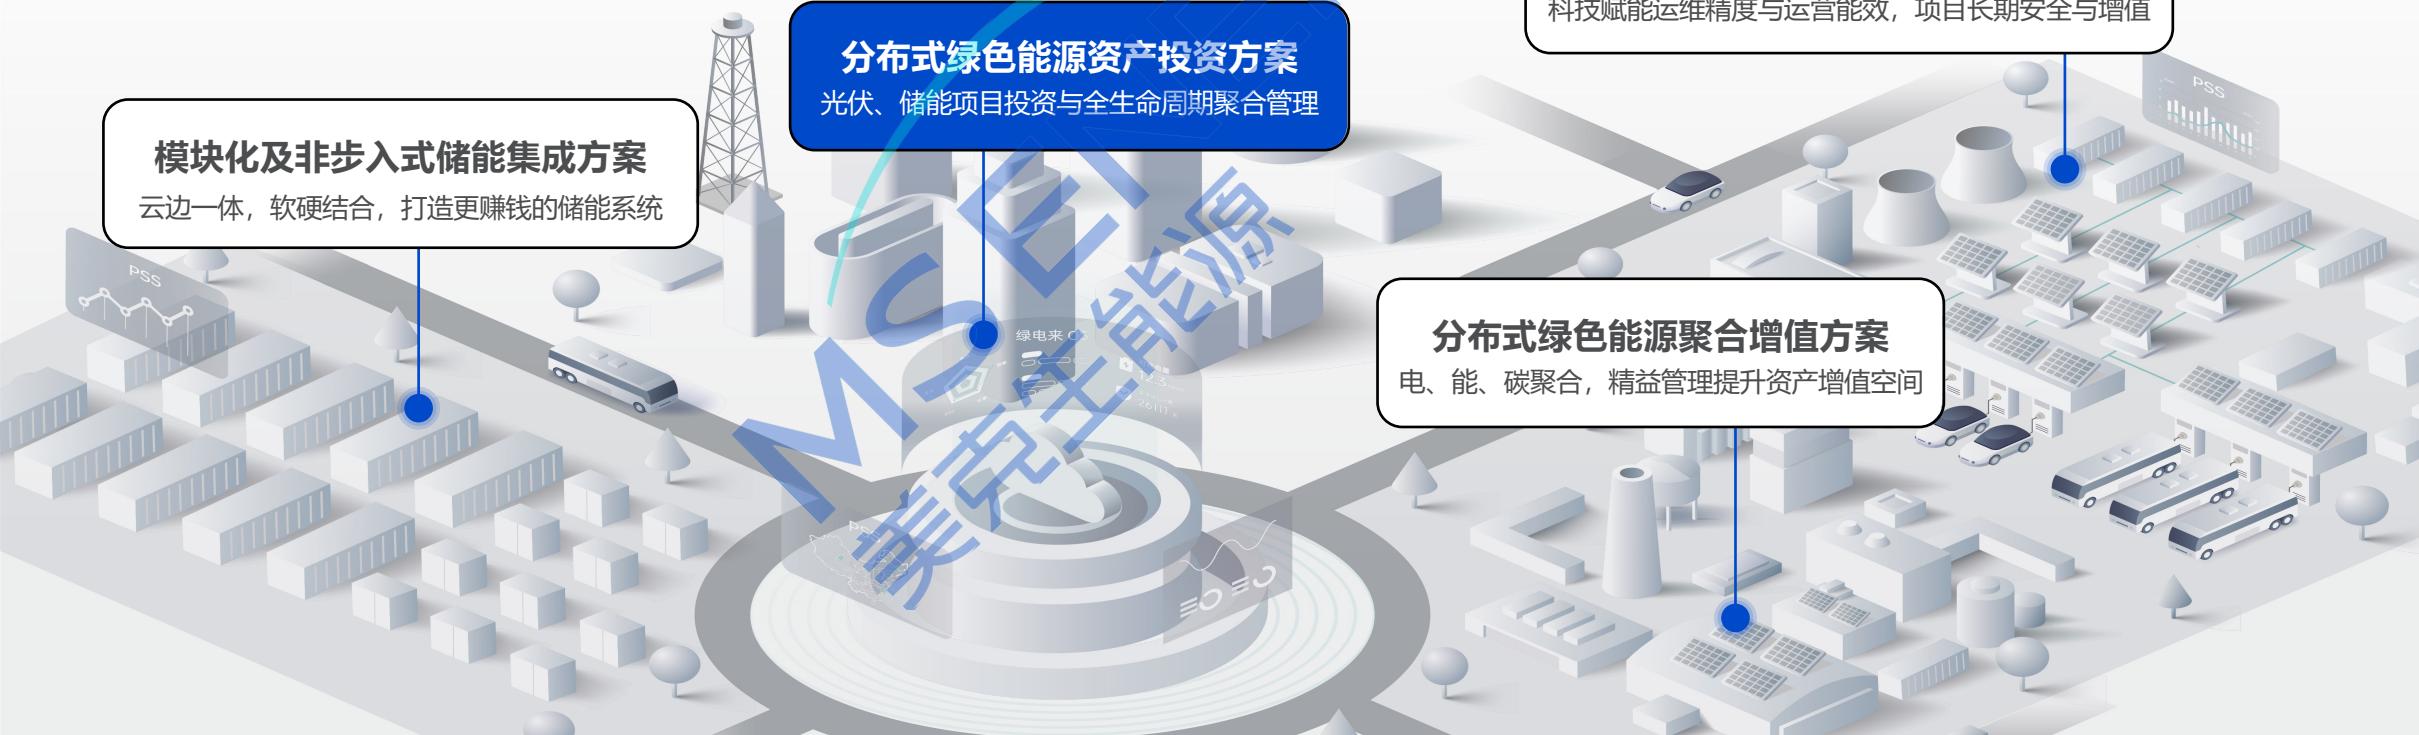 科技赋能运维精度与运营能效，项目长期安全与增值
分布式绿色能源资产投资方案
光伏、储能项目投资与全生命周期聚合管理
模块化及非步入式储能集成方案
云边一体，软硬结合，打造更赚钱的储能系统
分布式绿色能源聚合增值方案
电、能、碳聚合，精益管理提升资产增值空间
PSS
PSS
绿电来
12.3
PSS
美克生能源